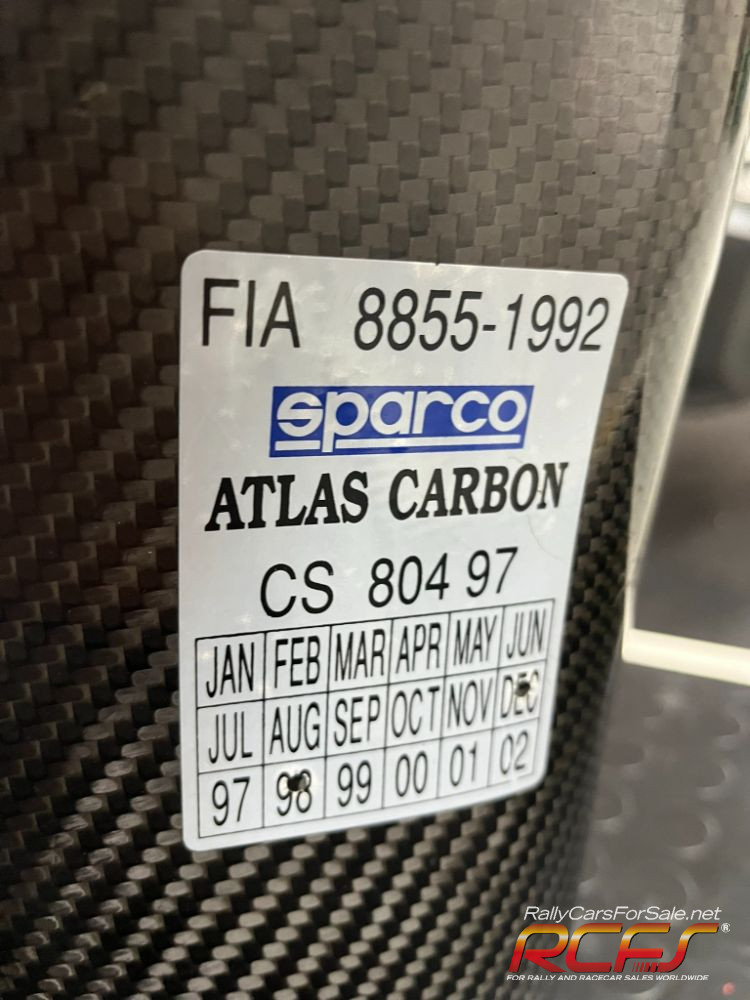 FIA 8855-1992
sparco
ATLAS CARBON
CS 804 97
JAN FEB MAR APR MAY JUN
JUL AUG SEP OCT NOV DEC
97 98 99 00 01 02
RallyCarsForSale.net
RCFS®
FOR RALLY AND RACECAR SALES WORLDWIDE